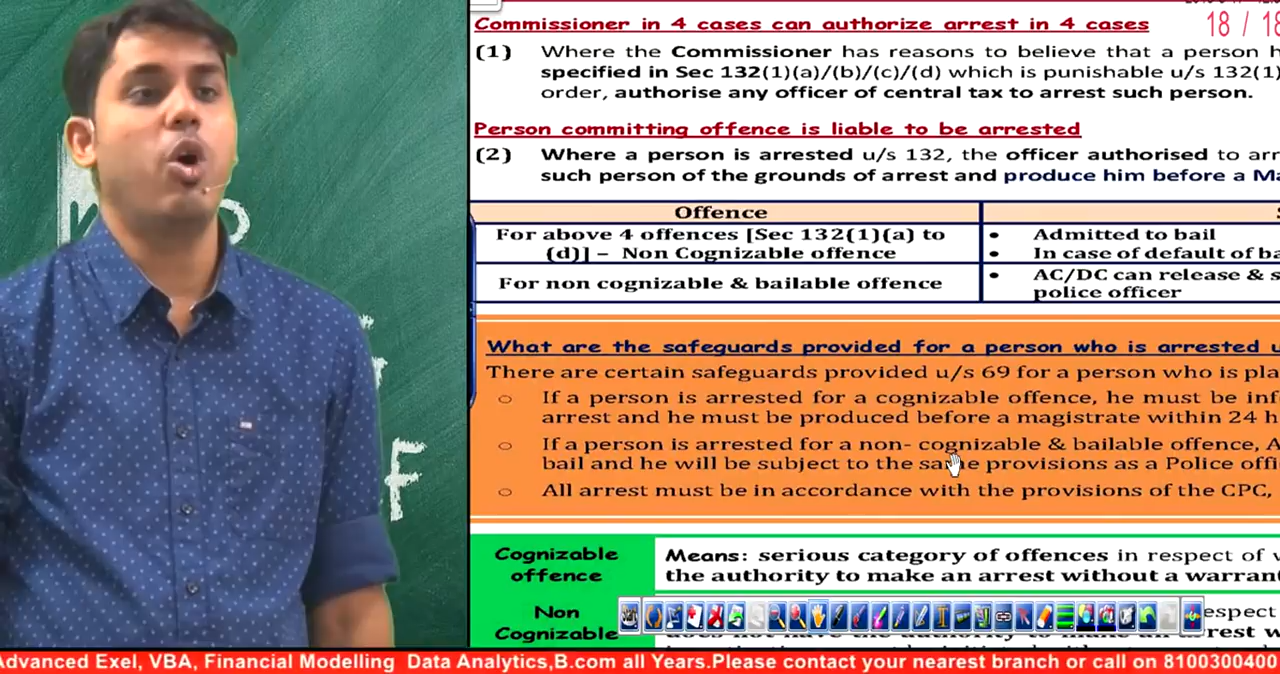 18 / 18
Commissioner in 4 cases can authorize arrest in 4 cases
(1) Where the Commissioner has reasons to believe that a person h
specified in Sec 132(1)(a)/(b)/(c)/(d) which is punishable u/s 132(1)
order, authorise any officer of central tax to arrest such person.
Person committing offence is liable to be arrested
(2) Where a person is arrested u/s 132, the officer authorised to arr
such person of the grounds of arrest and produce him before a Ma
Offence
For above 4 offences [Sec 132(1)(a) to
(d)] – Non Cognizable offence
• Admitted to bail
• In case of default of ba
For non cognizable & bailable offence
• AC/DC can release & s
police officer
What are the safeguards provided for a person who is arrested u
There are certain safeguards provided u/s 69 for a person who is pla
○ If a person is arrested for a cognizable offence, he must be inf
arrest and he must be produced before a magistrate within 24 h
○ If a person is arrested for a non- cognizable & bailable offence, A
bail and he will be subject to the same provisions as a Police offi
○ All arrest must be in accordance with the provisions of the CPC,
Cognizable
offence
Means: serious category of offences in respect of w
the authority to make an arrest without a warrant
Non
Cognizable
espect
rest w
F
Advanced Exel, VBA, Financial Modelling Data Analytics,B.com all Years.Please contact your nearest branch or call on 8100300400